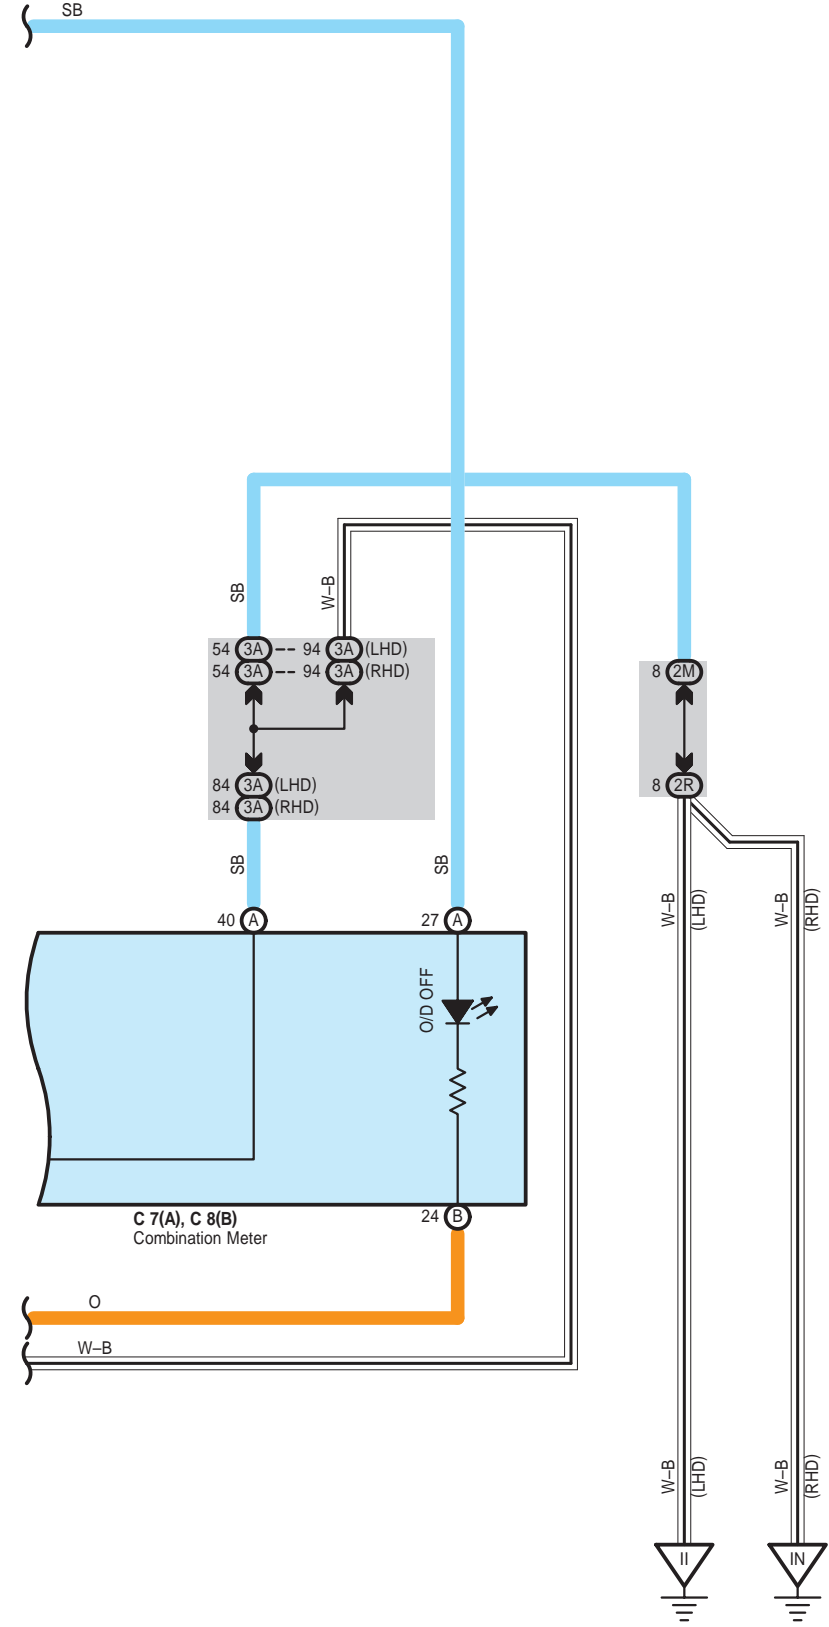 SB
SB
W–B
54 3A 94 3A (LHD)
54 3A 94 3A (RHD)
8 2M
84 3A (LHD)
84 3A (RHD)
8 2R
SB
SB
W–B
(LHD)
W–B
(RHD)
40 A
27 A
O/D OFF
C 7(A), C 8(B)
Combination Meter
24 B
O
W–B
W–B
(LHD)
W–B
(RHD)
II
IN